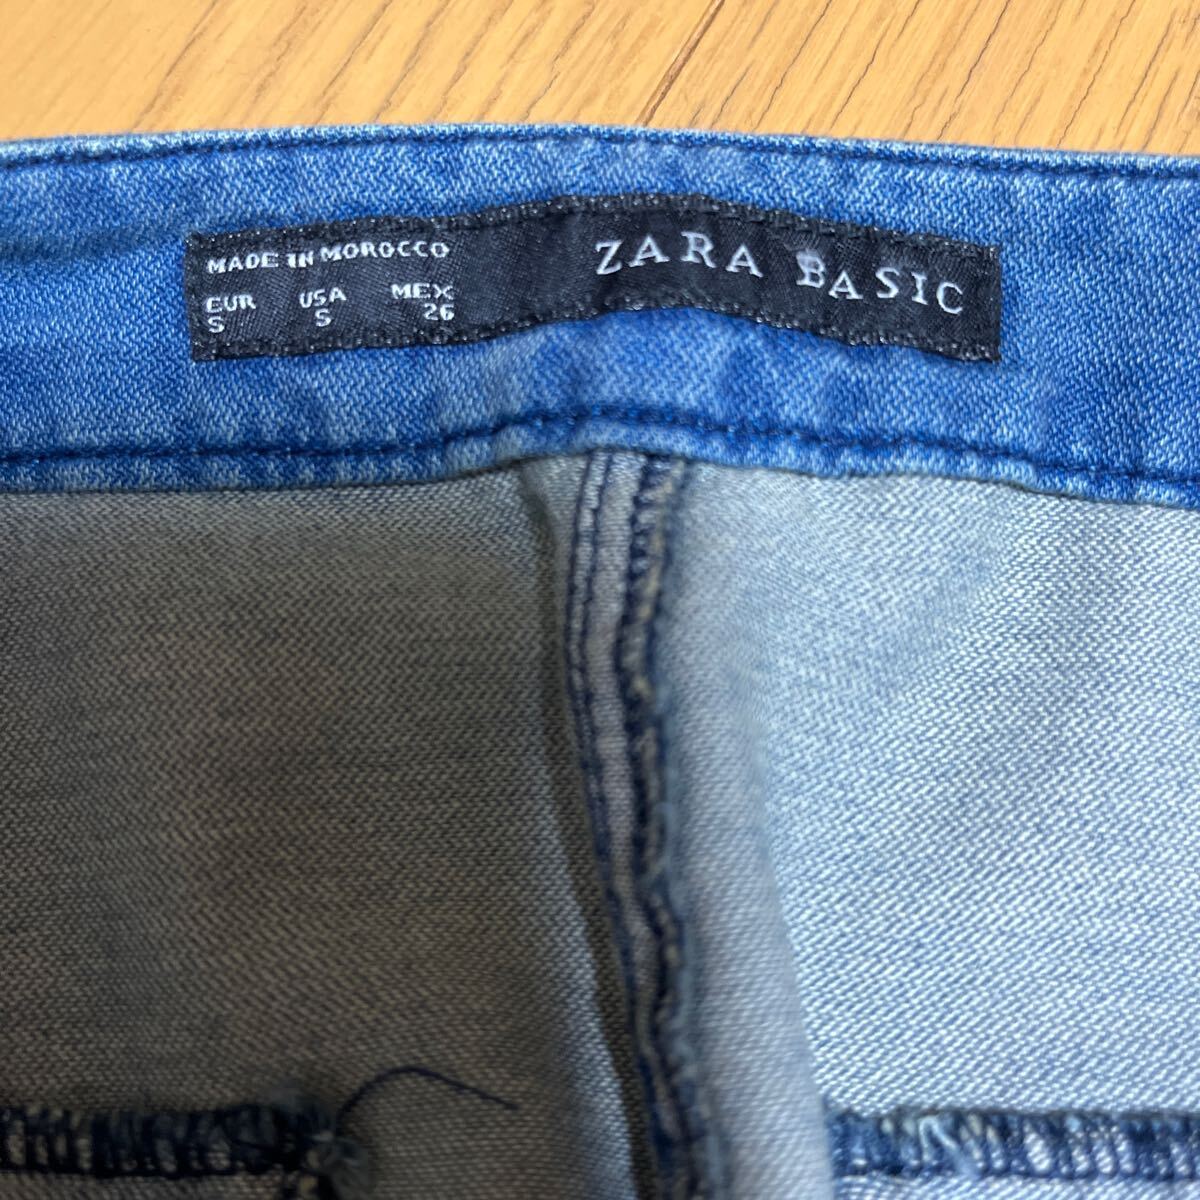 MADE IN MOROCCO
EUR USA MEX
S S 26
ZARA BASIC